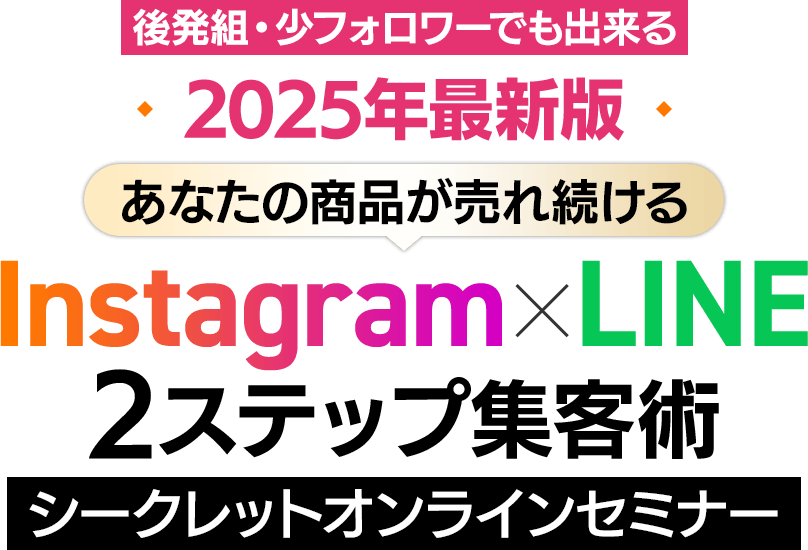 後発組・少フォロワーでも出来る
2025年最新版
あなたの商品が売れ続ける
Instagram×LINE
2ステップ集客術
シークレットオンラインセミナー